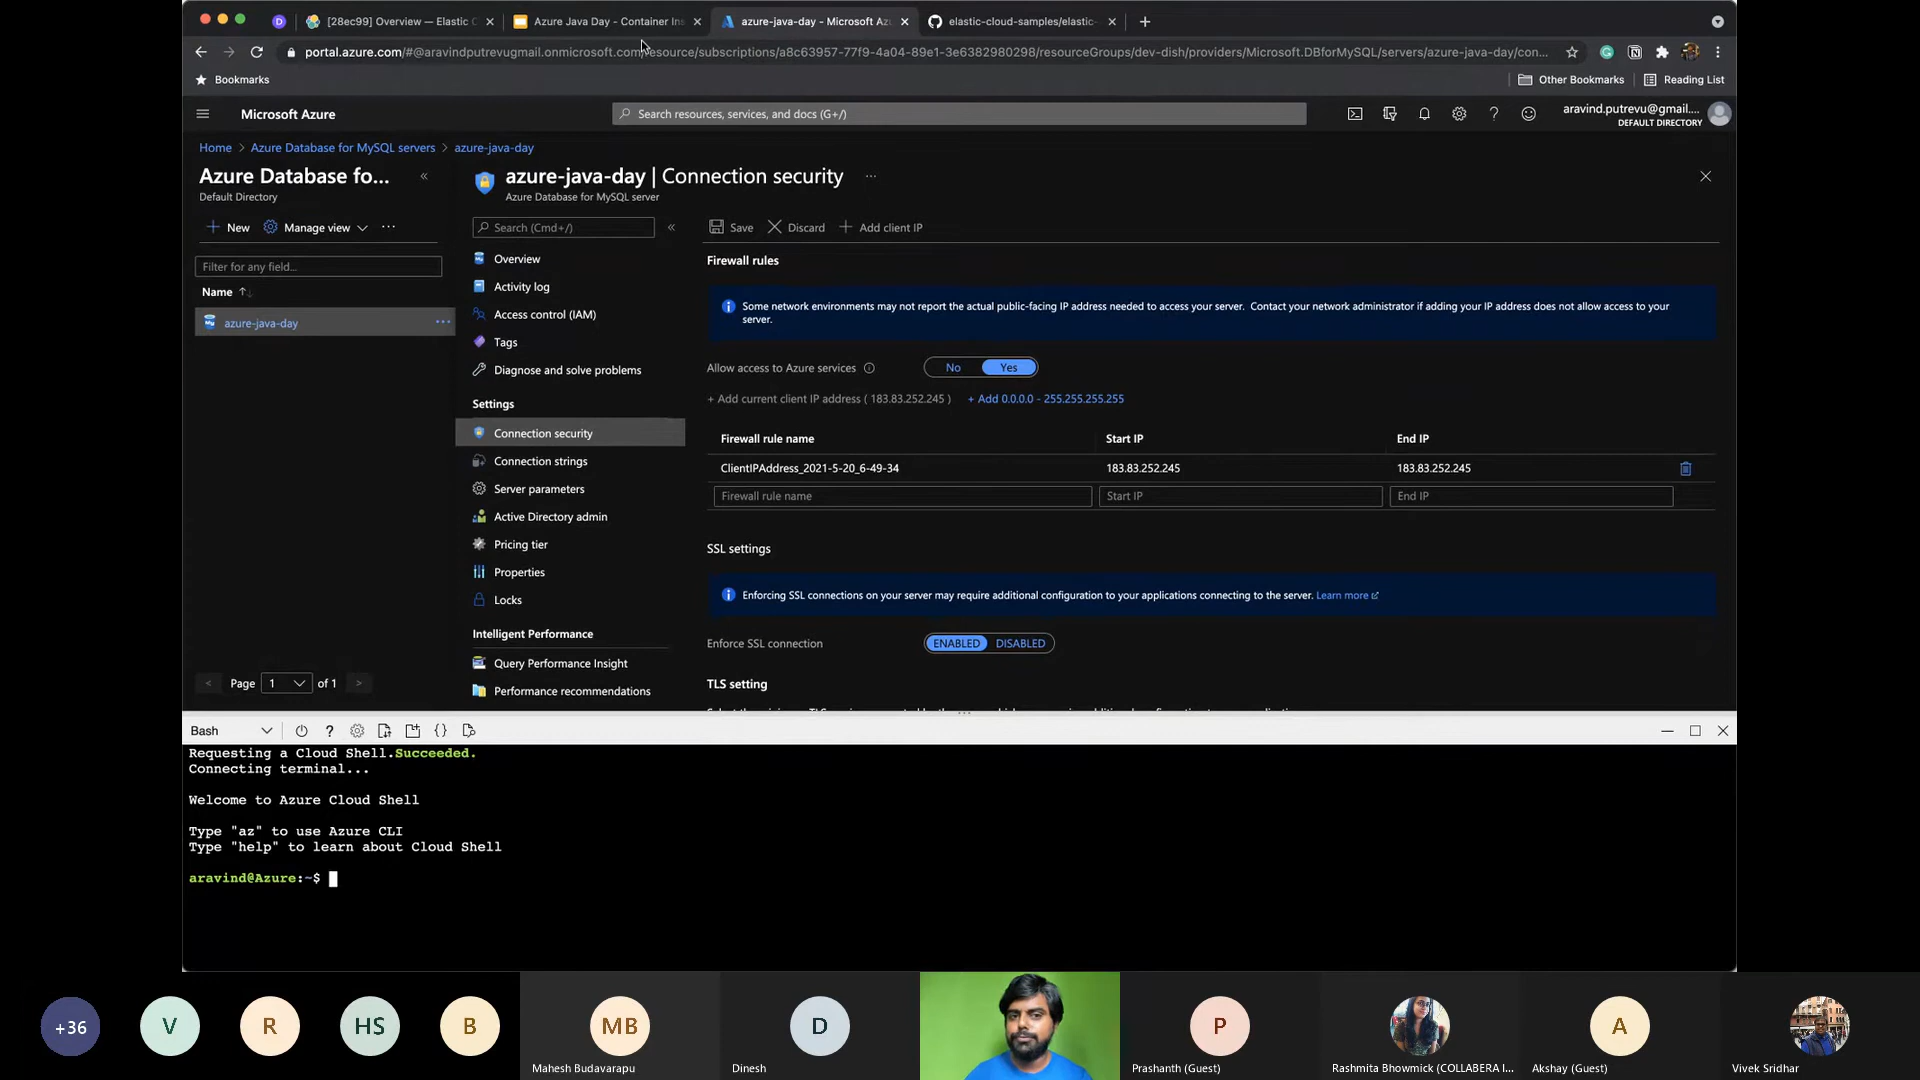 [28ec99] Overview — Elastic C
Azure Java Day - Container Ins
azure-java-day - Microsoft Azu
elastic-cloud-samples/elastic-
portal.azure.com/#@aravindputrevugmail.onmicrosoft.com/resource/subscriptions/a8c63957-77f9-4a04-89e1-3e6382980298/resourceGroups/dev-dish/providers/Microsoft.DBforMySQL/servers/azure-java-day/con...
Bookmarks
Other Bookmarks
Reading List
Microsoft Azure
Search resources, services, and docs (G+/)
aravind.putrevu@gmail....
DEFAULT DIRECTORY
Home > Azure Database for MySQL servers > azure-java-day
Azure Database fo...
Default Directory
New
Manage view
Filter for any field...
Name
azure-java-day
Page 1 of 1
azure-java-day | Connection security
Azure Database for MySQL server
Search (Cmd+/)
Overview
Activity log
Access control (IAM)
Tags
Diagnose and solve problems
Settings
Connection security
Connection strings
Server parameters
Active Directory admin
Pricing tier
Properties
Locks
Intelligent Performance
Query Performance Insight
Performance recommendations
Save
Discard
Add client IP
Firewall rules
Some network environments may not report the actual public-facing IP address needed to access your server. Contact your network administrator if adding your IP address does not allow access to your
server.
Allow access to Azure services
No
Yes
+ Add current client IP address ( 183.83.252.245 )
+ Add 0.0.0.0 - 255.255.255.255
Firewall rule name
Start IP
End IP
ClientIPAddress_2021-5-20_6-49-34
183.83.252.245
183.83.252.245
Firewall rule name
Start IP
End IP
SSL settings
Enforcing SSL connections on your server may require additional configuration to your applications connecting to the server. Learn more
Enforce SSL connection
ENABLED
DISABLED
TLS setting
Bash
Requesting a Cloud Shell.Succeeded.
Connecting terminal...
Welcome to Azure Cloud Shell
Type "az" to use Azure CLI
Type "help" to learn about Cloud Shell
aravind@Azure:~$
+36
V
R
HS
B
MB
Mahesh Budavarapu
D
Dinesh
P
Prashanth (Guest)
Rashmita Bhowmick (COLLABERA I...
A
Akshay (Guest)
Vivek Sridhar